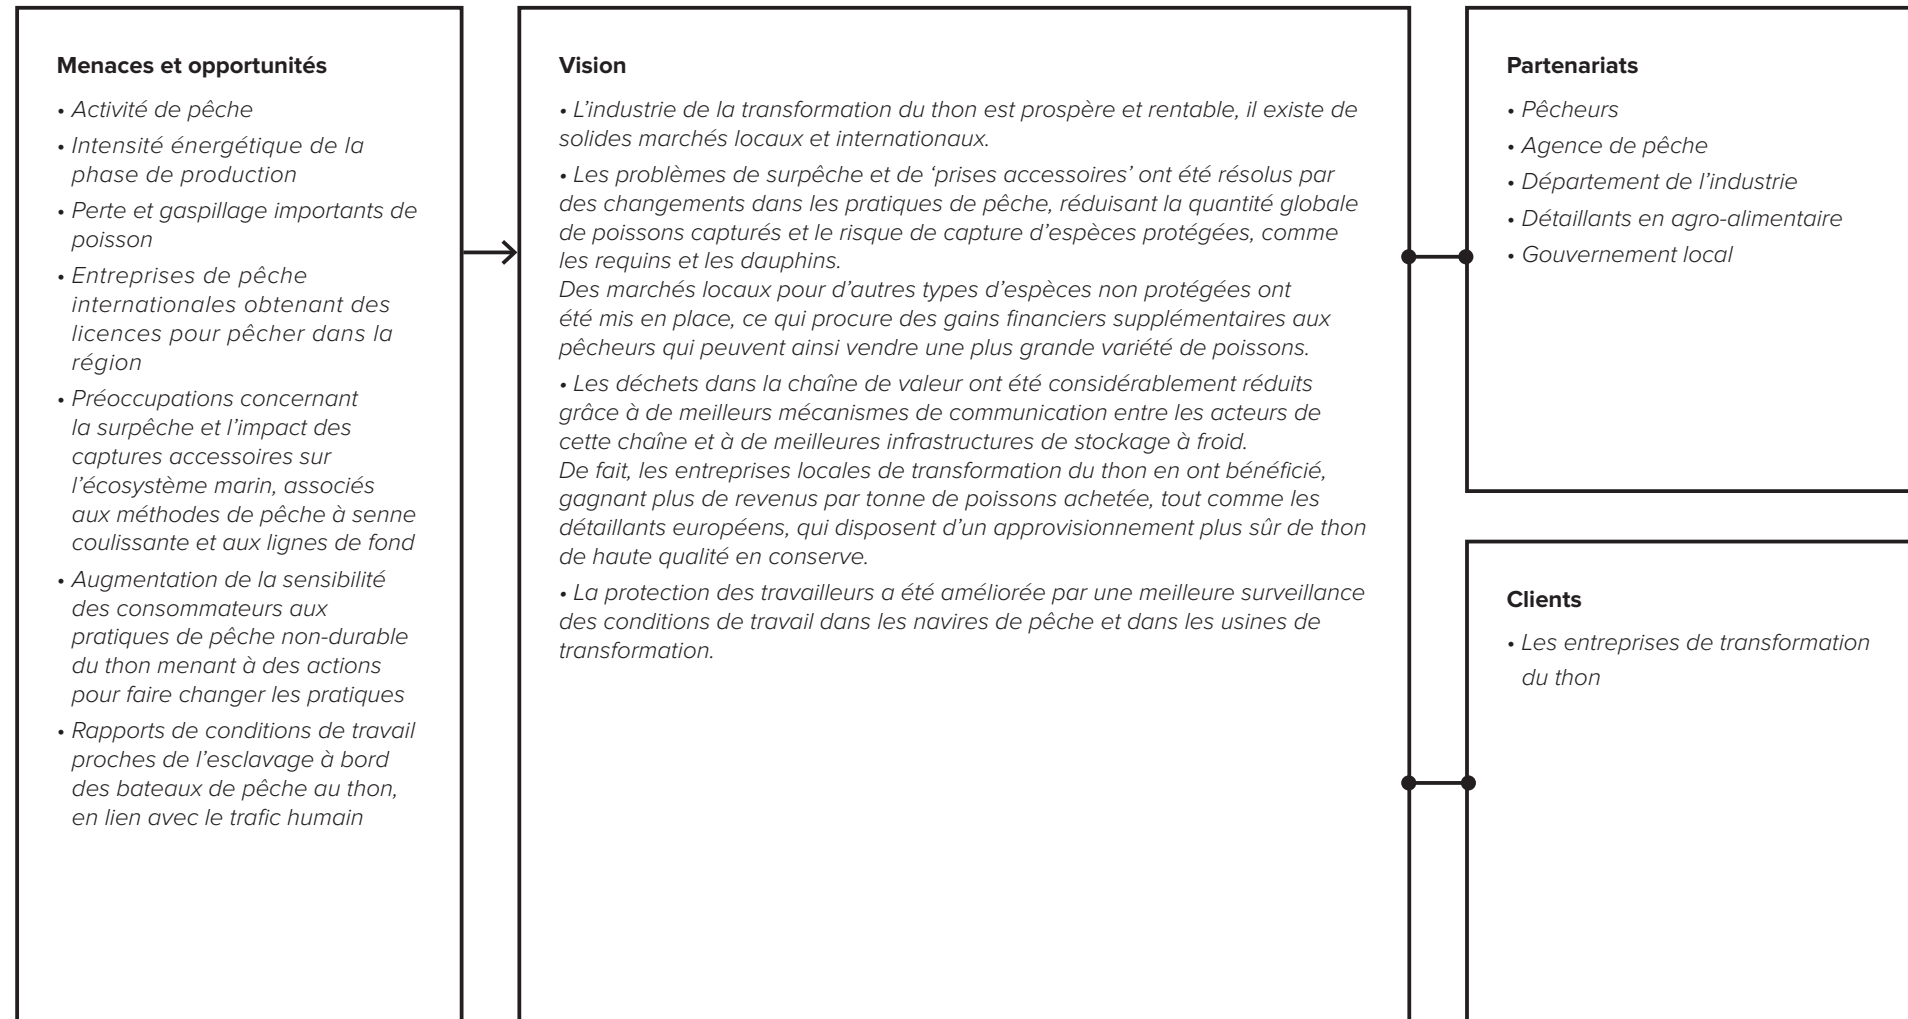 Menaces et opportunités
• Activité de pêche
• Intensité énergétique de la
phase de production
• Perte et gaspillage importants de
poisson
• Entreprises de pêche
internationales obtenant des
licences pour pêcher dans la
région
• Préoccupations concernant
la surpêche et l’impact des
captures accessoires sur
l’écosystème marin, associés
aux méthodes de pêche à senne
coulissante et aux lignes de fond
• Augmentation de la sensibilité
des consommateurs aux
pratiques de pêche non-durable
du thon menant à des actions
pour faire changer les pratiques
• Rapports de conditions de travail
proches de l’esclavage à bord
des bateaux de pêche au thon,
en lien avec le trafic humain
Vision
• L’industrie de la transformation du thon est prospère et rentable, il existe de
solides marchés locaux et internationaux.
• Les problèmes de surpêche et de ‘prises accessoires’ ont été résolus par
des changements dans les pratiques de pêche, réduisant la quantité globale
de poissons capturés et le risque de capture d’espèces protégées, comme
les requins et les dauphins.
Des marchés locaux pour d’autres types d’espèces non protégées ont
été mis en place, ce qui procure des gains financiers supplémentaires aux
pêcheurs qui peuvent ainsi vendre une plus grande variété de poissons.
• Les déchets dans la chaîne de valeur ont été considérablement réduits
grâce à de meilleurs mécanismes de communication entre les acteurs de
cette chaîne et à de meilleures infrastructures de stockage à froid.
De fait, les entreprises locales de transformation du thon en ont bénéficié,
gagnant plus de revenus par tonne de poissons achetée, tout comme les
détaillants européens, qui disposent d’un approvisionnement plus sûr de thon
de haute qualité en conserve.
• La protection des travailleurs a été améliorée par une meilleure surveillance
des conditions de travail dans les navires de pêche et dans les usines de
transformation.
Partenariats
• Pêcheurs
• Agence de pêche
• Département de l’industrie
• Détaillants en agro-alimentaire
• Gouvernement local
Clients
• Les entreprises de transformation
du thon